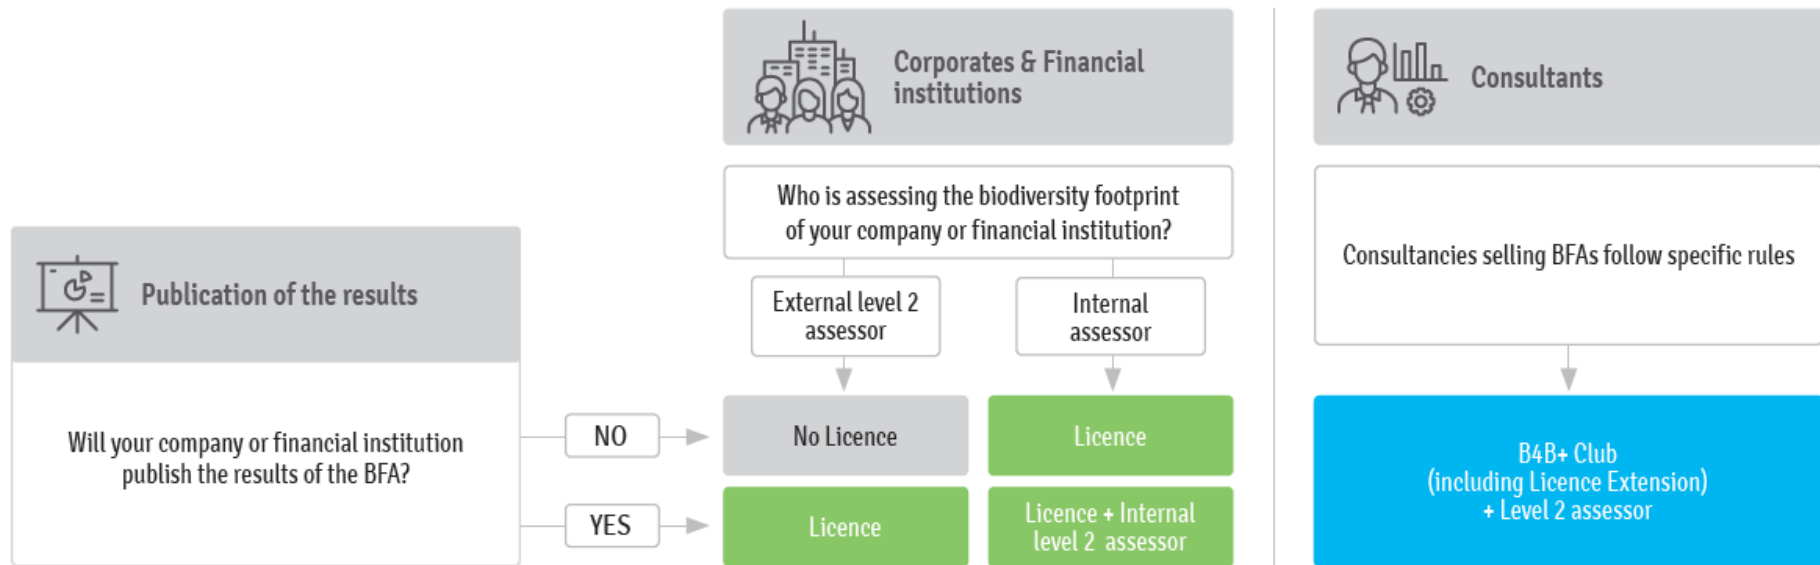 Corporates & Financial
institutions
Consultants
Who is assessing the biodiversity footprint
of your company or financial institution?
Consultancies selling BFAs follow specific rules
Publication of the results
External level 2
assessor
Internal
assessor
Will your company or financial institution
publish the results of the BFA?
NO
No Licence
Licence
YES
Licence
Licence + Internal
level 2 assessor
B4B+ Club
(including Licence Extension)
+ Level 2 assessor